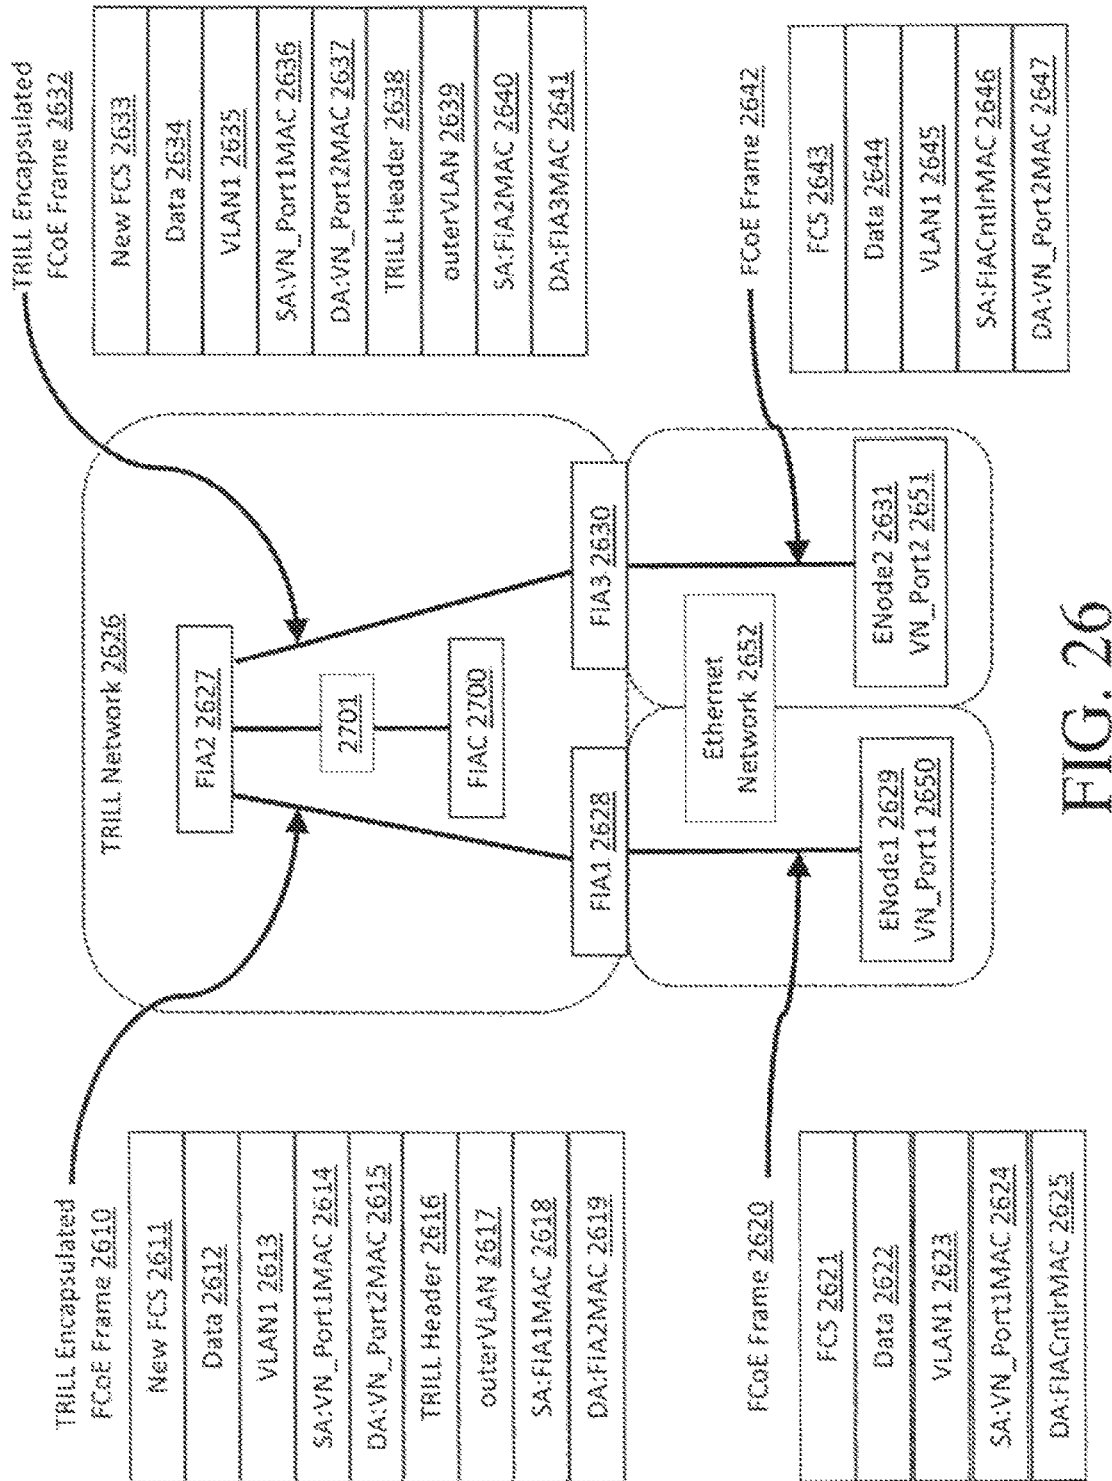 TRILL Encapsulated
FCoE Frame 2610
New FCS 2611
Data 2612
VLAN1 2613
SA:VN_Port1MAC 2614
DA:VN_Port2MAC 2615
TRILL Header 2616
outerVLAN 2617
SA:FIA1MAC 2618
DA:FIA2MAC 2619
FCoE Frame 2620
FCS 2621
Data 2622
VLAN1 2623
SA:VN_Port1MAC 2624
DA:FIACntlrMAC 2625
TRILL Network 2626
FIA2 2627
2701
FIAC 2700
FIA1 2628
FIA3 2630
Ethernet
Network 2652
ENode1 2629
VN_Port1 2650
ENode2 2631
VN_Port2 2651
TRILL Encapsulated
FCoE Frame 2632
New FCS 2633
Data 2634
VLAN1 2635
SA:VN_Port1MAC 2636
DA:VN_Port2MAC 2637
TRILL Header 2638
outerVLAN 2639
SA:FIA2MAC 2640
DA:FIA3MAC 2641
FCoE Frame 2642
FCS 2643
Data 2644
VLAN1 2645
SA:FIACntlrMAC 2646
DA:VN_Port2MAC 2647
FIG. 26